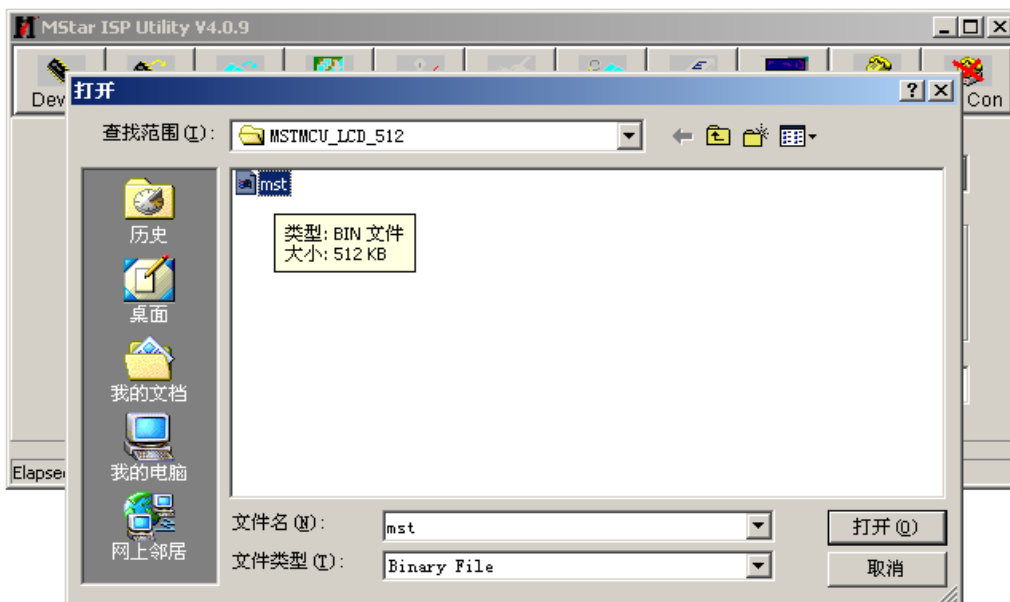 MStar ISP Utility V4.0.9
Dev
Con
打开
查找范围(I):
MSTMCU_LCD_512
mst
类型: BIN 文件
大小: 512 KB
历史
桌面
我的文档
我的电脑
网上邻居
Elapse
文件名(N):
mst
打开(O)
文件类型(T):
Binary File
取消